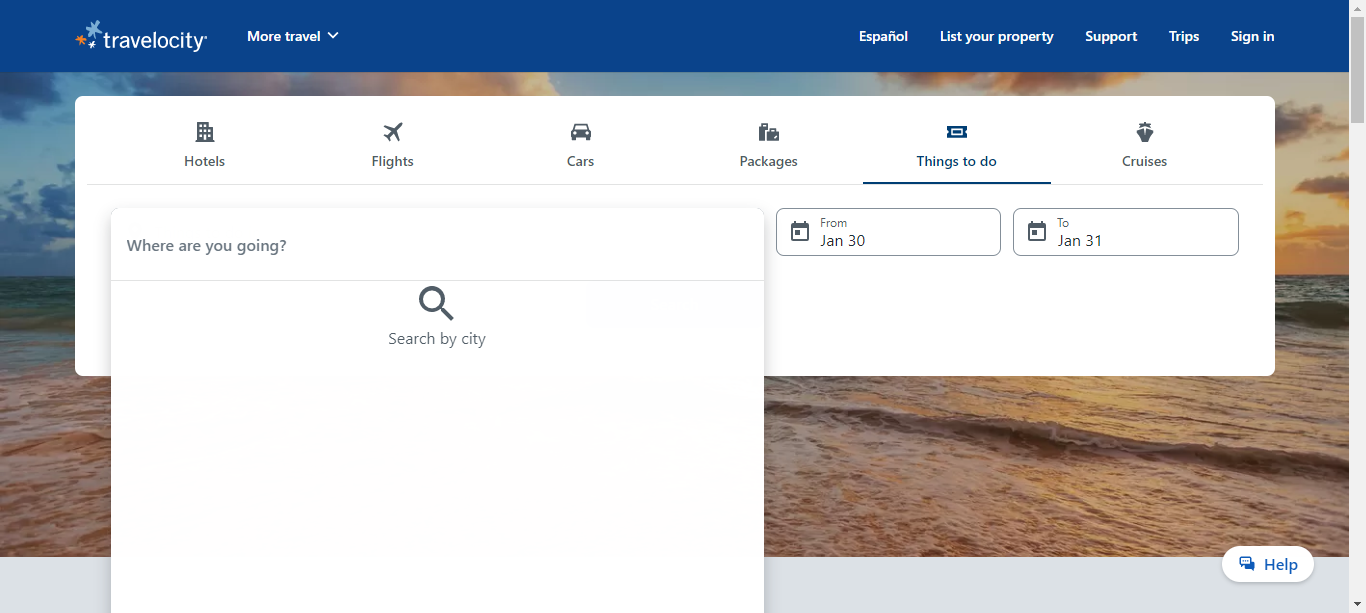 travelocity
More travel
Español
List your property
Support
Trips
Sign in
Hotels
Flights
Cars
Packages
Things to do
Cruises
Where are you going?
From
Jan 30
To
Jan 31
Search by city
Help